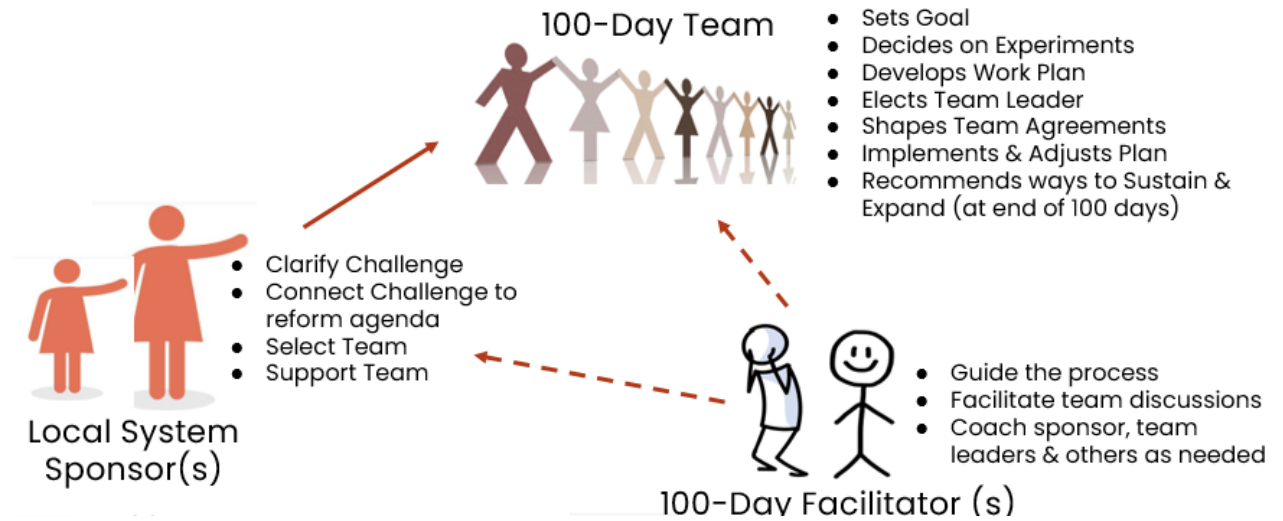 100-Day Team
● Sets Goal
● Decides on Experiments
● Develops Work Plan
● Elects Team Leader
● Shapes Team Agreements
● Implements & Adjusts Plan
● Recommends ways to Sustain &
Expand (at end of 100 days)
● Clarify Challenge
● Connect Challenge to
reform agenda
● Select Team
● Support Team
Local System
Sponsor(s)
● Guide the process
● Facilitate team discussions
● Coach sponsor, team
leaders & others as needed
100-Day Facilitator (s)